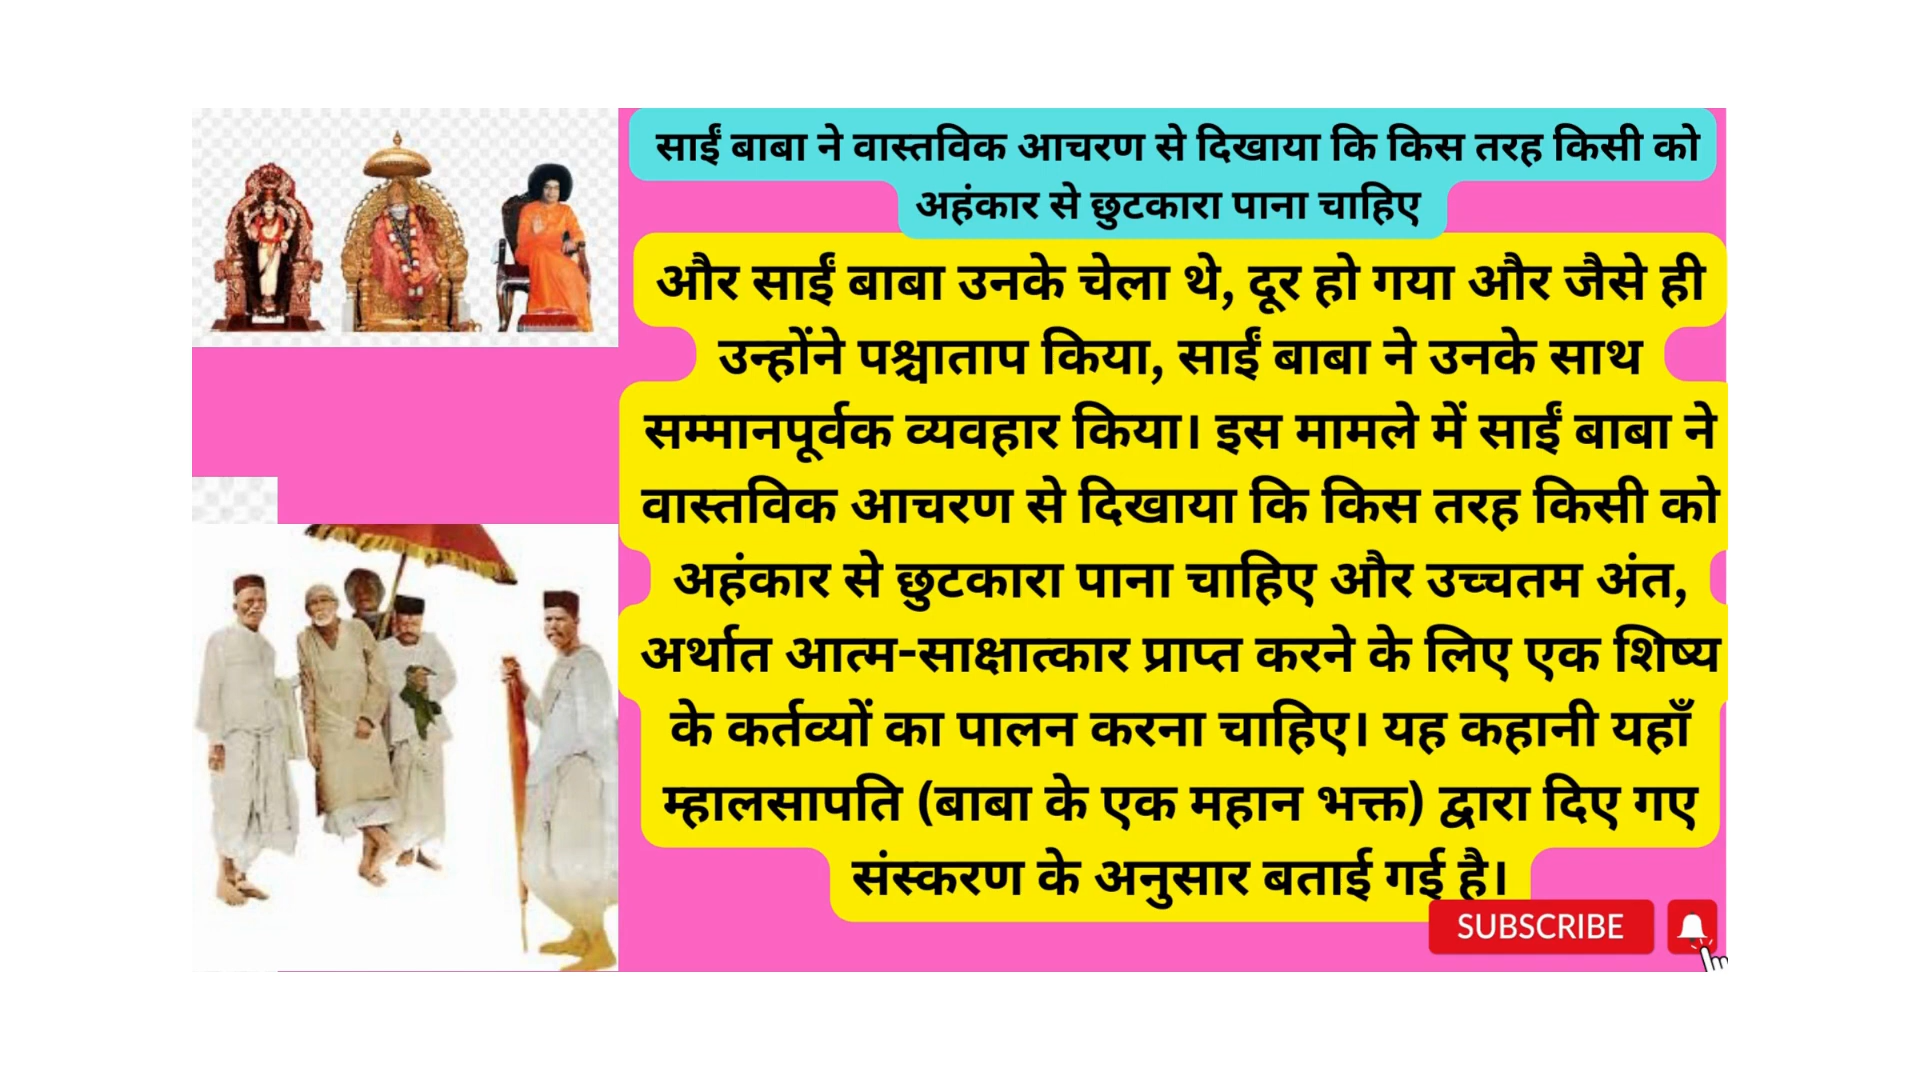 साईं बाबा ने वास्तविक आचरण से दिखाया कि किस तरह किसी को
अहंकार से छुटकारा पाना चाहिए
और साईं बाबा उनके चेला थे, दूर हो गया और जैसे ही
उन्होंने पश्चाताप किया, साईं बाबा ने उनके साथ
सम्मानपूर्वक व्यवहार किया। इस मामले में साईं बाबा ने
वास्तविक आचरण से दिखाया कि किस तरह किसी को
अहंकार से छुटकारा पाना चाहिए और उच्चतम अंत,
अर्थात आत्म-साक्षात्कार प्राप्त करने के लिए एक शिष्य
के कर्तव्यों का पालन करना चाहिए। यह कहानी यहाँ
म्हालसापति (बाबा के एक महान भक्त) द्वारा दिए गए
संस्करण के अनुसार बताई गई है।
SUBSCRIBE